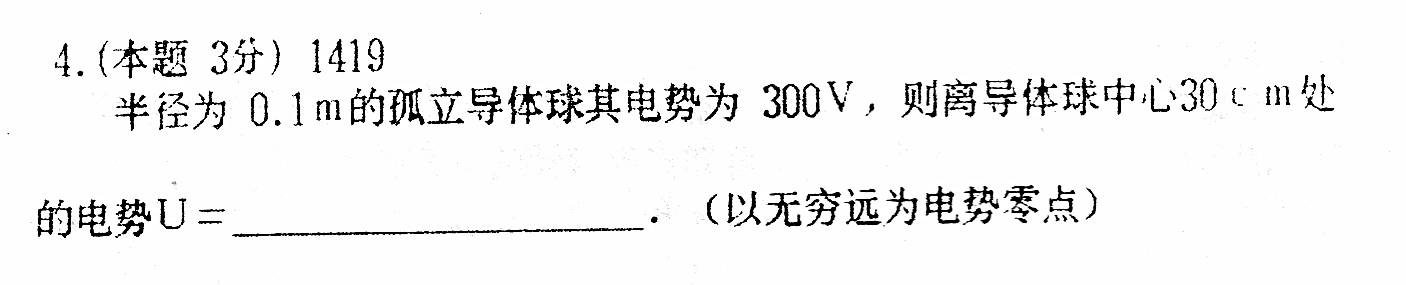 4.(本题 3分) 1419
半径为 0.1m的孤立导体球其电势为 300V，则离导体球中心30cm处
的电势U=____________________．（以无穷远为电势零点）